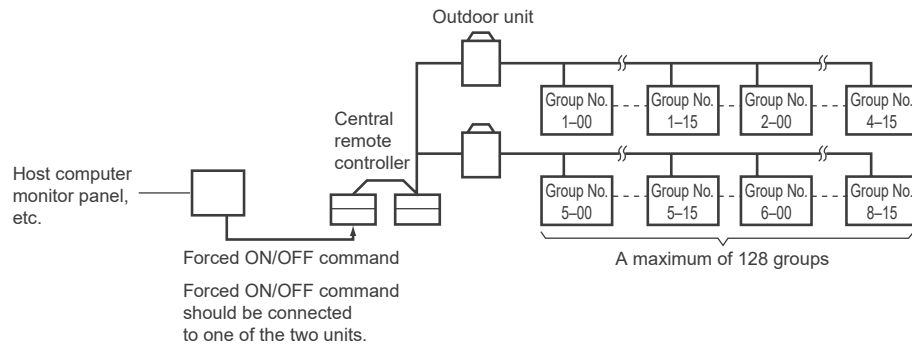 Outdoor unit
Group No.
1–00
Group No.
1–15
Group No.
2–00
Group No.
4–15
Central
remote
controller
Host computer
monitor panel,
etc.
Group No.
5–00
Group No.
5–15
Group No.
6–00
Group No.
8–15
Forced ON/OFF command
A maximum of 128 groups
Forced ON/OFF command
should be connected
to one of the two units.